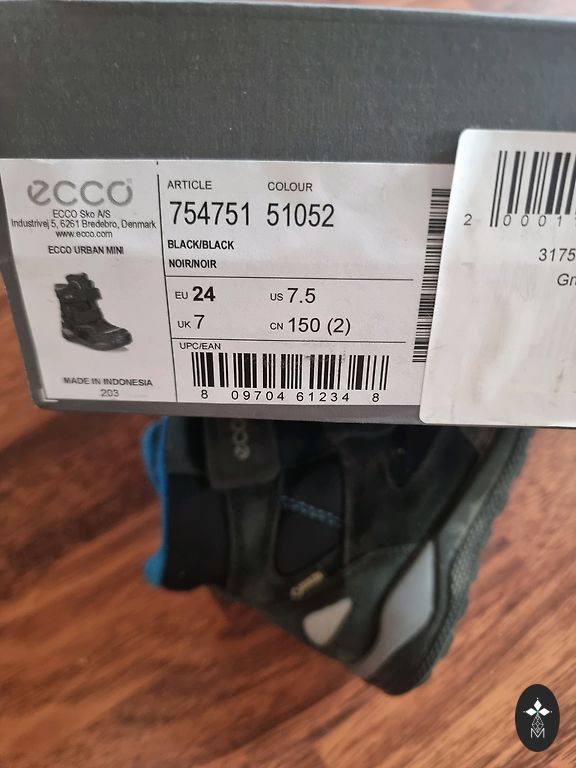 ecco
ECCO Sko A/S
Industrivej 5, 6261 Bredebro, Denmark
www.ecco.com
ECCO URBAN MINI
MADE IN INDONESIA
203
ARTICLE COLOUR
754751 51052
BLACK/BLACK
NOIR/NOIR
EU 24 US 7.5
UK 7 CN 150 (2)
UPC/EAN
8 09704 61234 8
2 0001
3175
Gr
ecco
M